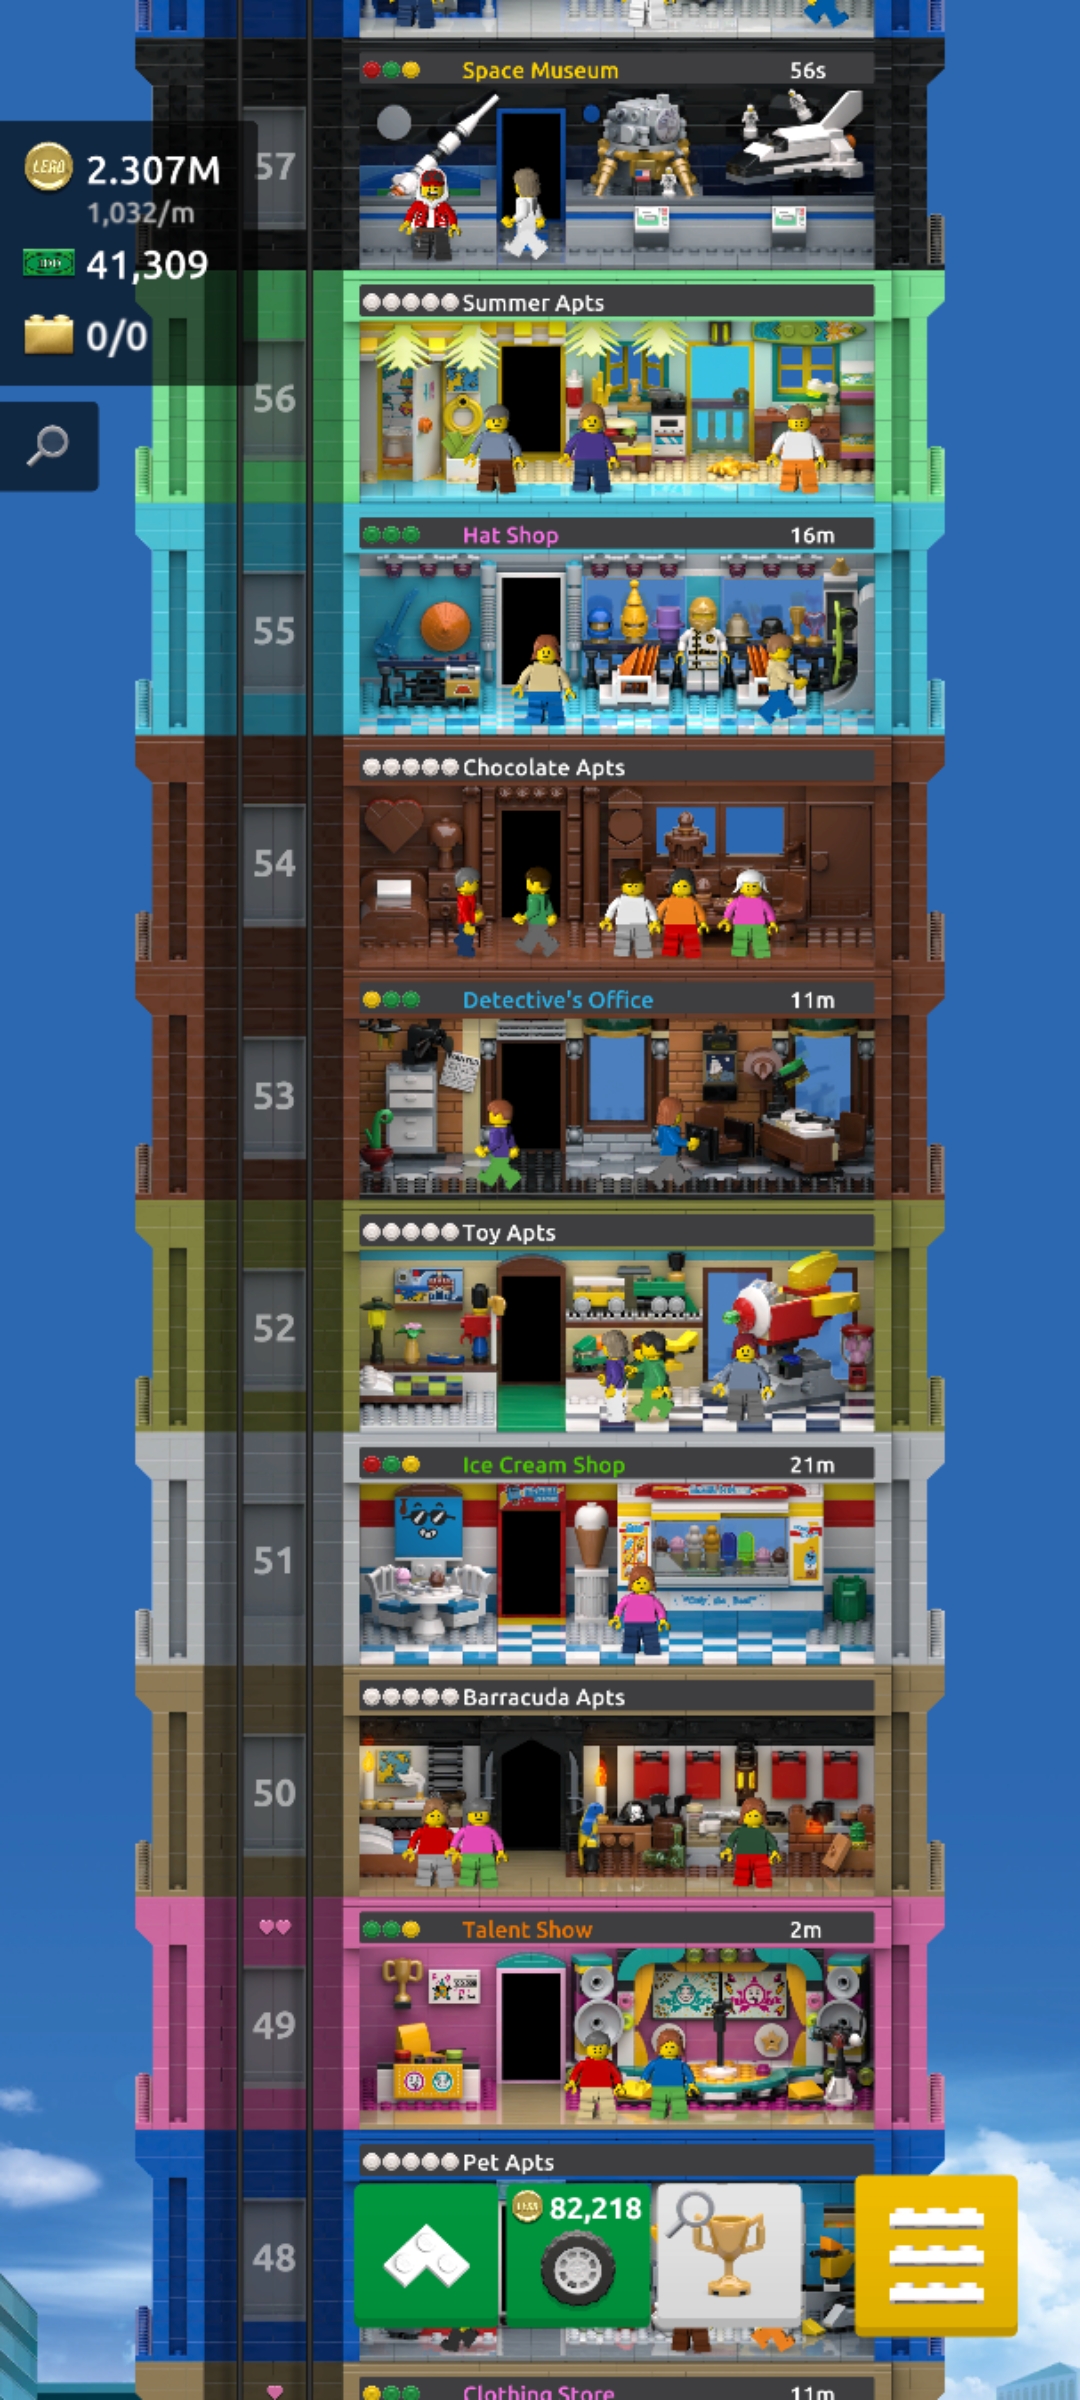 Space Museum 56s
LEGO 2.307M
1,032/m
41,309
0/0
57
Summer Apts
56
Hat Shop 16m
55
Chocolate Apts
54
Detective's Office 11m
53
Toy Apts
52
Ice Cream Shop 21m
51
Barracuda Apts
50
Talent Show 2m
49
Pet Apts
82,218
48
Clothing Store 11m